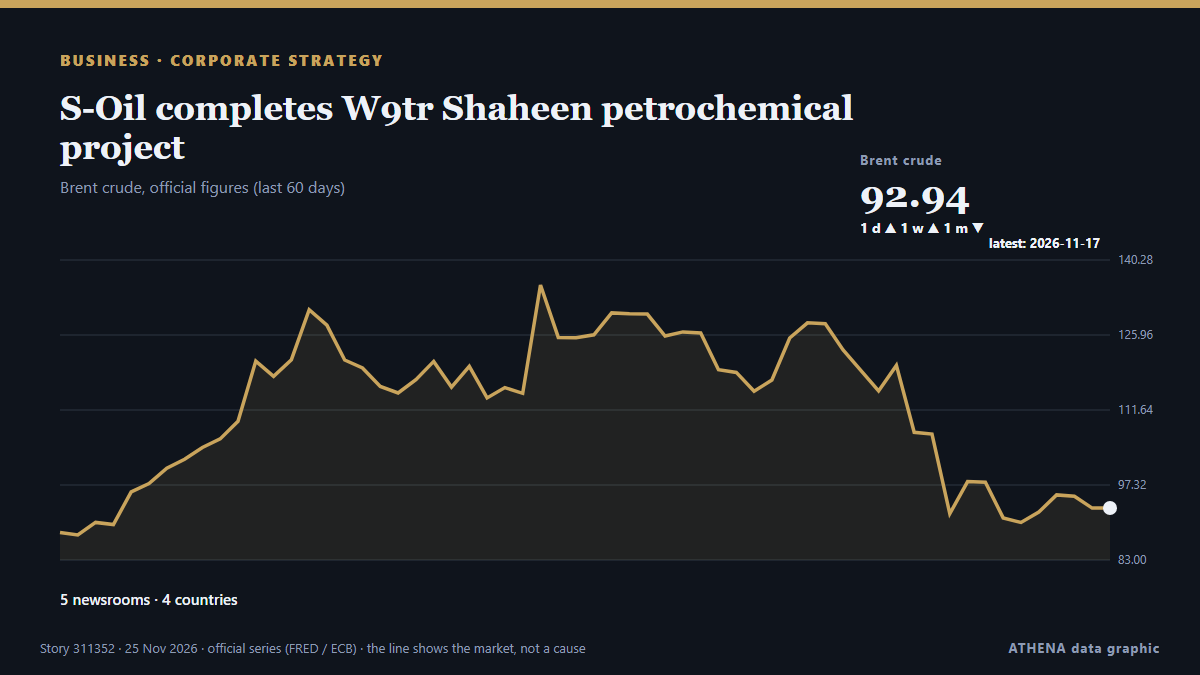 BUSINESS · CORPORATE STRATEGY
S-Oil completes W9tr Shaheen petrochemical
project
Brent crude, official figures (last 60 days)
Brent crude
92.94
1 d ▲ 1 w ▲ 1 m ▼
latest: 2026-11-17
140.28
125.96
111.64
97.32
83.00
5 newsrooms · 4 countries
Story 311352 · 25 Nov 2026 · official series (FRED / ECB) · the line shows the market, not a cause
ATHENA data graphic